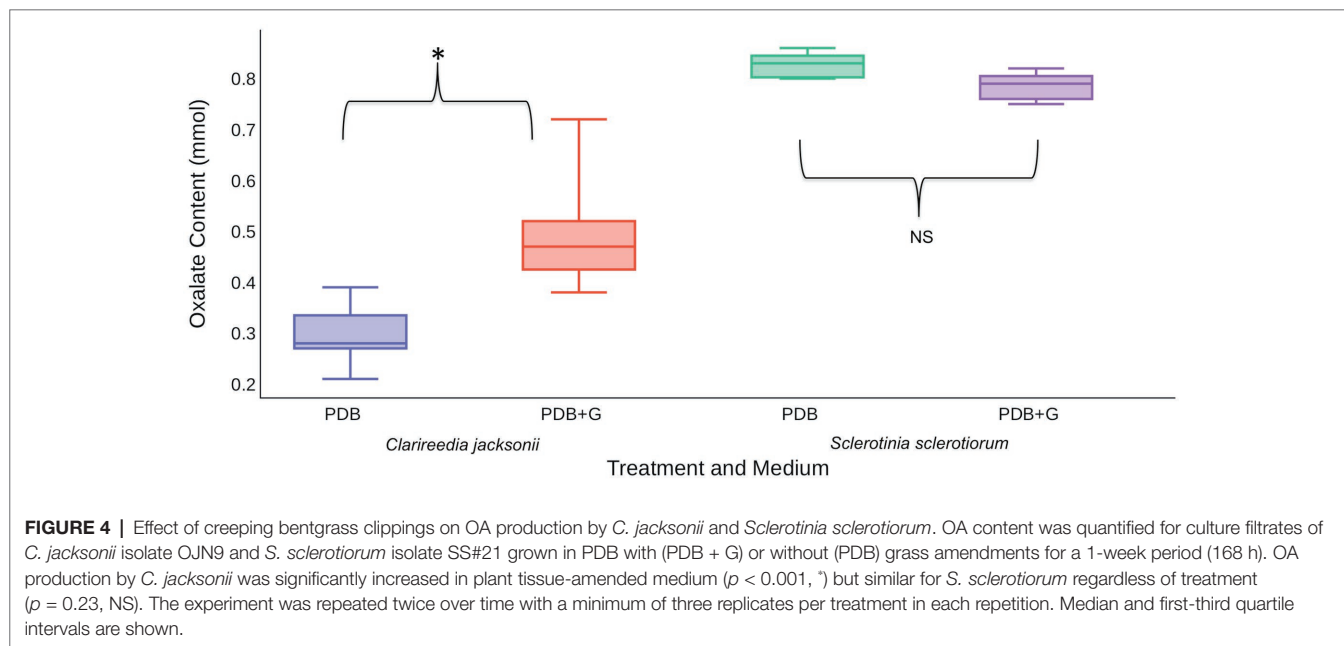 *
0.8
0.7
0.6
0.5
0.4
0.3
0.2
Oxalate Content (mmol)
NS
PDB PDB+G PDB PDB+G
Clarireedia jacksonii Sclerotinia sclerotiorum
Treatment and Medium
FIGURE 4 | Effect of creeping bentgrass clippings on OA production by C. jacksonii and Sclerotinia sclerotiorum. OA content was quantified for culture filtrates of
C. jacksonii isolate OJN9 and S. sclerotiorum isolate SS#21 grown in PDB with (PDB + G) or without (PDB) grass amendments for a 1-week period (168 h). OA
production by C. jacksonii was significantly increased in plant tissue-amended medium (p < 0.001, *) but similar for S. sclerotiorum regardless of treatment
(p = 0.23, NS). The experiment was repeated twice over time with a minimum of three replicates per treatment in each repetition. Median and first-third quartile
intervals are shown.